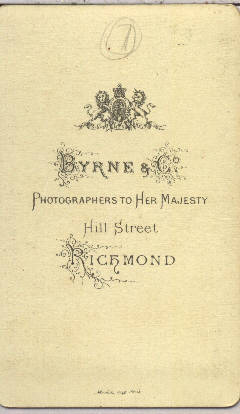 1
BYRNE & Co
PHOTOGRAPHERS TO HER MAJESTY
Hill Street
RICHMOND